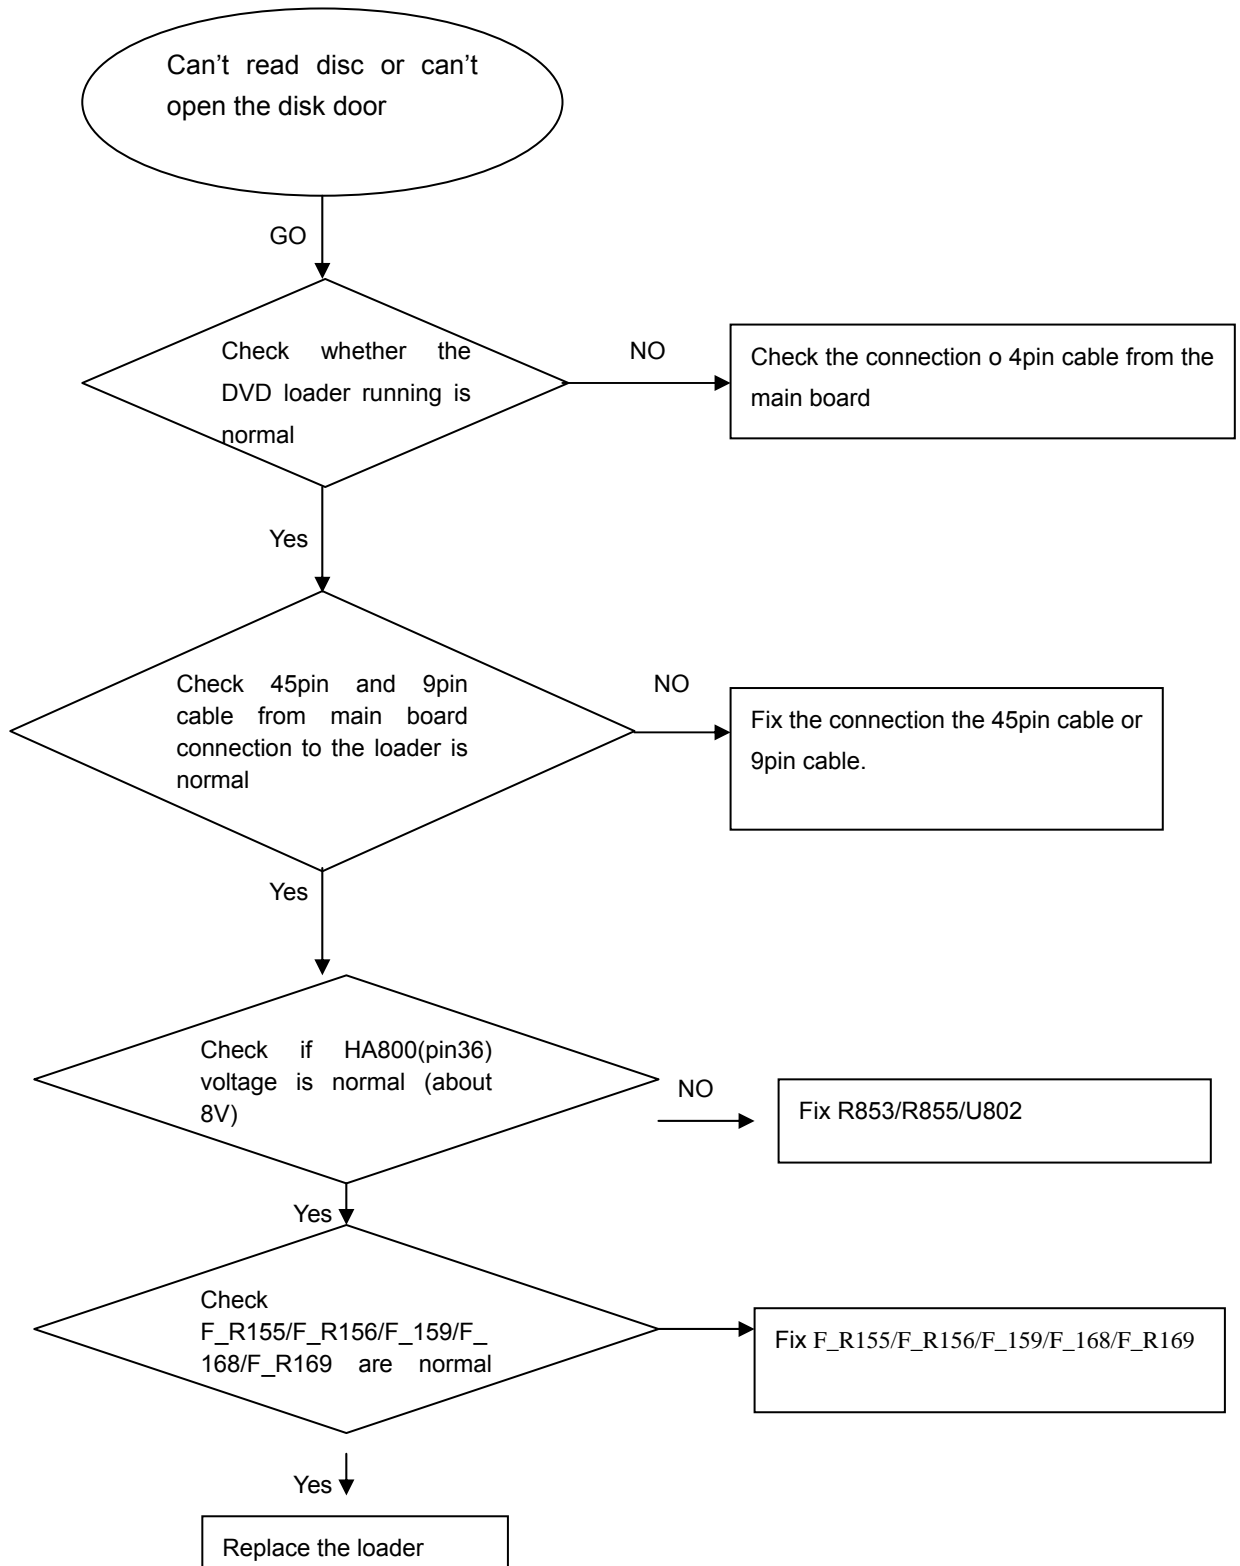 Can't read disc or can't
open the disk door
GO
Check whether the
DVD loader running is
normal
NO
Check the connection o 4pin cable from the
main board
Yes
Check 45pin and 9pin
cable from main board
connection to the loader is
normal
NO
Fix the connection the 45pin cable or
9pin cable.
Yes
Check if HA800(pin36)
voltage is normal (about
8V)
NO
Fix R853/R855/U802
Yes
Check
F_R155/F_R156/F_159/F_
168/F_R169 are normal
Fix F_R155/F_R156/F_159/F_168/F_R169
Yes
Replace the loader